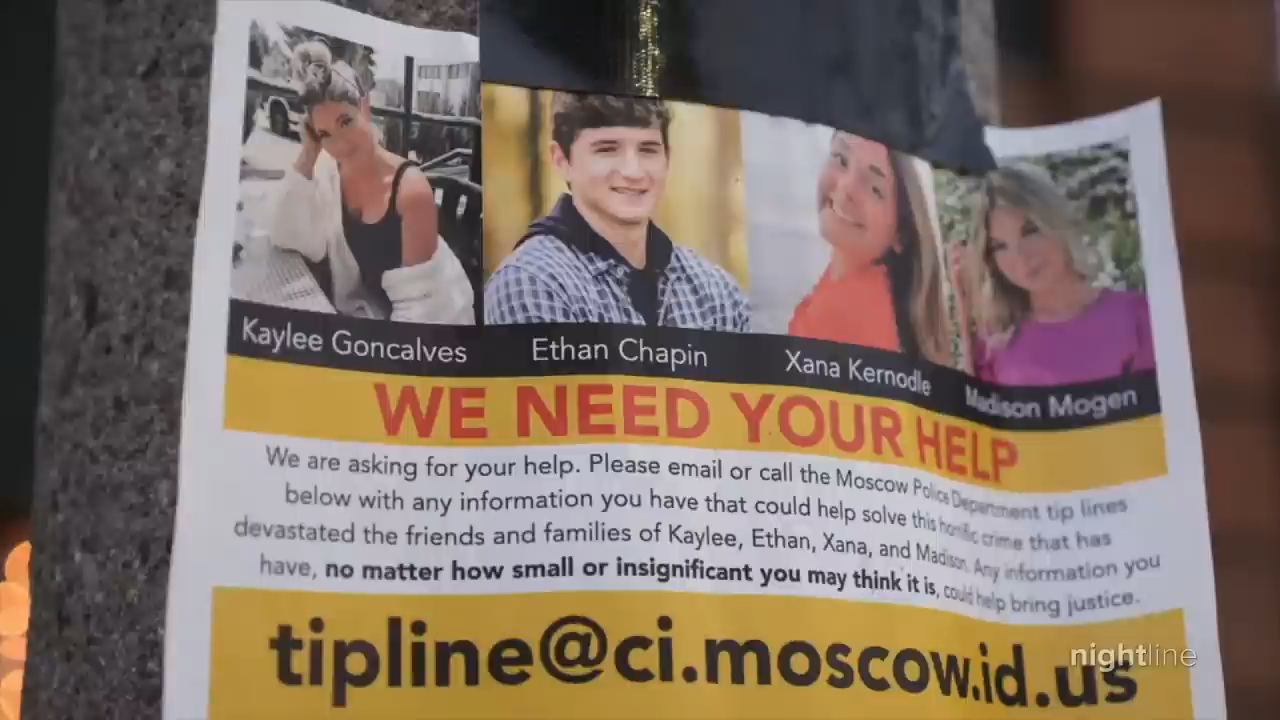 Kaylee Goncalves
Ethan Chapin
Xana Kernodle
Madison Mogen
WE NEED YOUR HELP
We are asking for your help. Please email or call the Moscow Police Department tip lines
below with any information you have that could help solve this horrific crime that has
devastated the friends and families of Kaylee, Ethan, Xana, and Madison. Any information you
have, no matter how small or insignificant you may think it is, could help bring justice.
tipline@ci.moscow.id.us
nightline